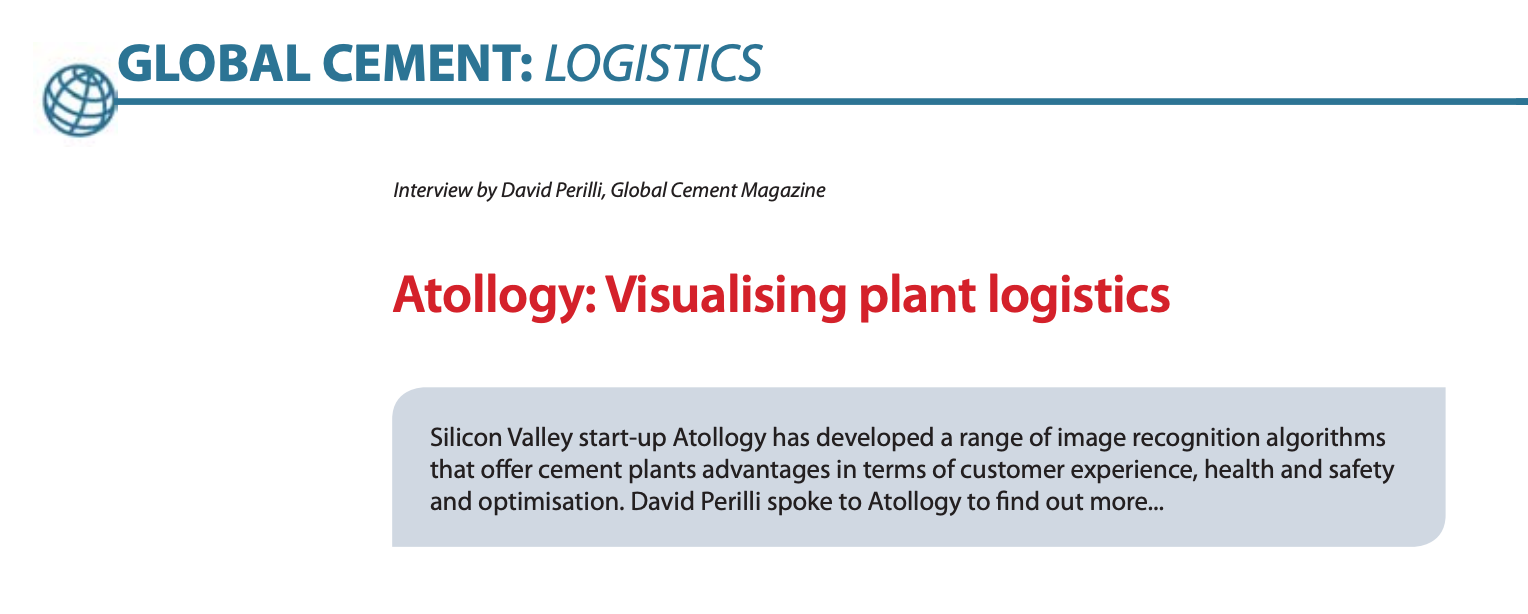 GLOBAL CEMENT: LOGISTICS
Interview by David Perilli, Global Cement Magazine
Atollogy: Visualising plant logistics
Silicon Valley start-up Atollogy has developed a range of image recognition algorithms
that offer cement plants advantages in terms of customer experience, health and safety
and optimisation. David Perilli spoke to Atollogy to find out more...